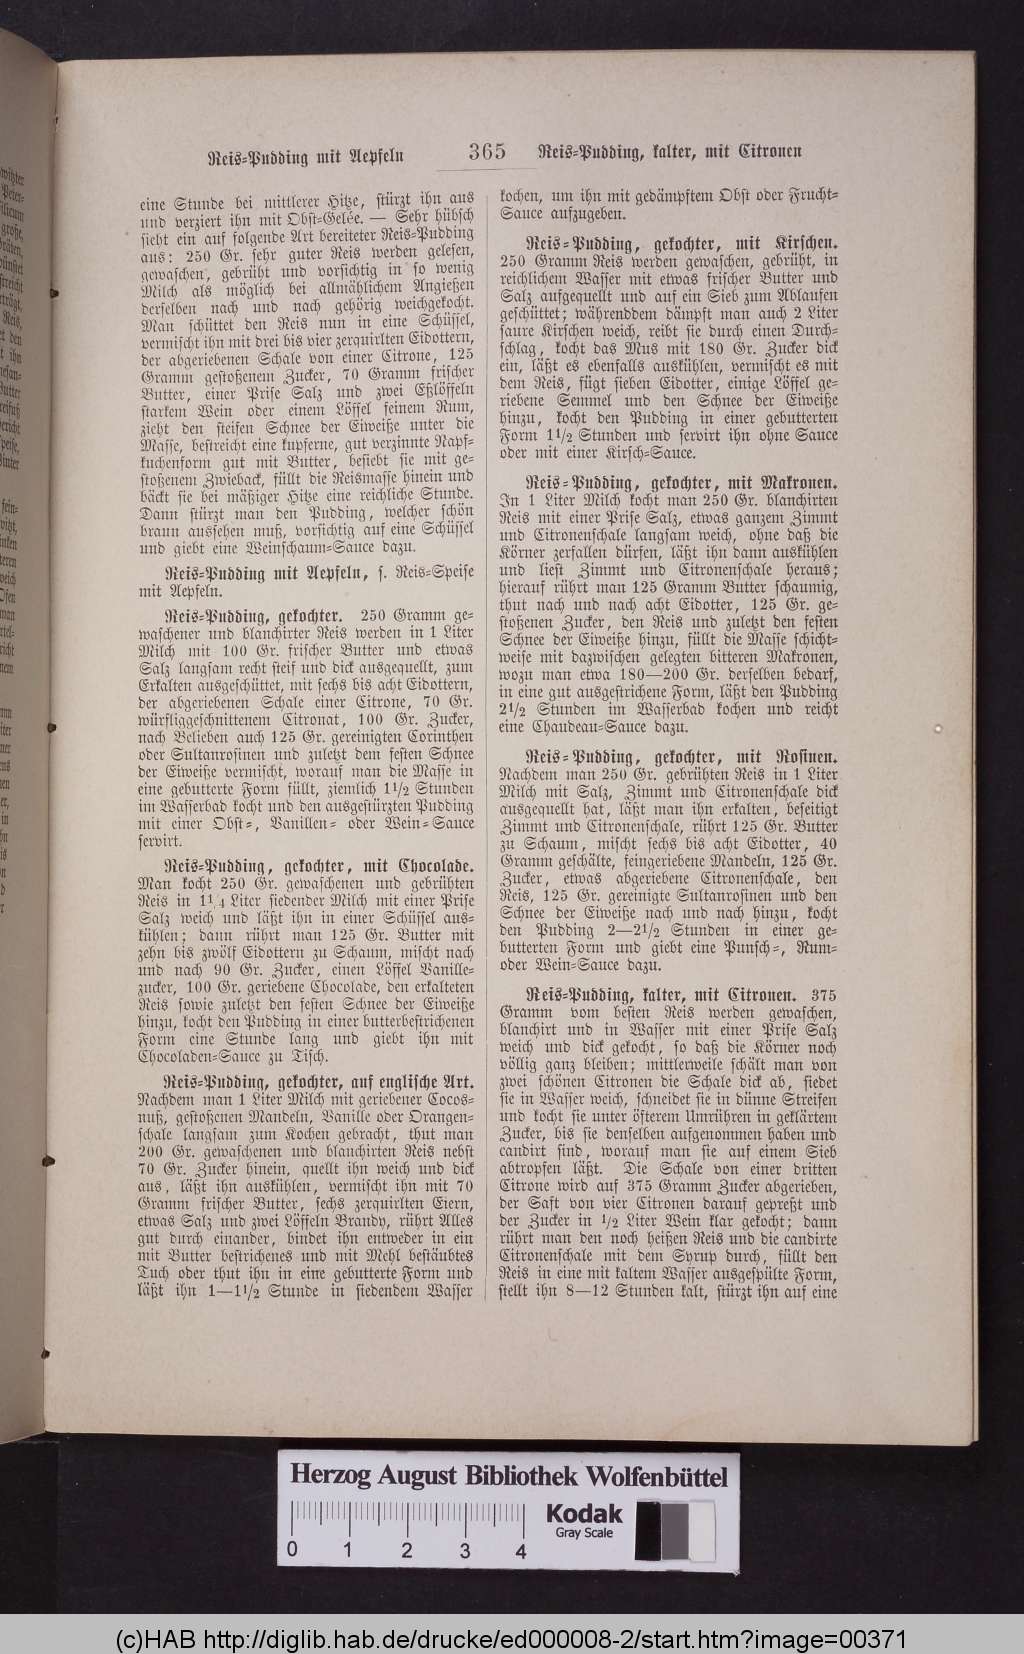 Reis-Pudding mit Aepfeln
365
Reis-Pudding, kalter, mit Citronen
eine Stunde bei mittlerer Hitze, stürzt ihn aus
und verziert ihn mit Obst-Gelée. — Sehr hübsch
sieht ein auf folgende Art bereiteter Reis-Pudding
aus: 250 Gr. sehr guter Reis werden gelesen,
gewaschen, gebrüht und vorsichtig in so wenig
Milch als möglich bei allmählichem Angießen
derselben nach und nach gehörig weichgekocht.
Man schüttet den Reis nun in eine Schüssel,
vermischt ihn mit drei bis vier zerquirlten Eidottern,
der abgeriebenen Schale von einer Citrone, 125
Gramm gestoßenem Zucker, 70 Gramm frischer
Butter, einer Prise Salz und zwei Eßlöffeln
starkem Wein oder einem Löffel feinem Rum,
zieht den steifen Schnee der Eiweiße unter die
Masse, bestreicht eine kupferne, gut verzinnte Napf-
kuchenform gut mit Butter, besiebt sie mit ge-
stoßenem Zwieback, füllt die Reismasse hinein und
bäckt sie bei mäßiger Hitze eine reichliche Stunde.
Dann stürzt man den Pudding, welcher schön
braun aussehen muß, vorsichtig auf eine Schüssel
und giebt eine Weinschaum-Sauce dazu.
Reis-Pudding mit Aepfeln, s. Reis-Speise
mit Aepfeln.
Reis-Pudding, gekochter. 250 Gramm ge-
waschener und blanchirter Reis werden in 1 Liter
Milch mit 100 Gr. frischer Butter und etwas
Salz langsam recht steif und dick ausgequellt, zum
Erkalten ausgeschüttet, mit sechs bis acht Eidottern,
der abgeriebenen Schale einer Citrone, 70 Gr.
würfliggeschnittenem Citronat, 100 Gr. Zucker,
nach Belieben auch 125 Gr. gereinigten Corinthen
oder Sultanrosinen und zuletzt dem festen Schnee
der Eiweiße vermischt, worauf man die Masse in
eine gebutterte Form füllt, ziemlich 1½ Stunden
im Wasserbad kocht und den ausgestürzten Pudding
mit einer Obst-, Vanillen- oder Wein-Sauce
servirt.
Reis-Pudding, gekochter, mit Chocolade.
Man kocht 250 Gr. gewaschenen und gebrühten
Reis in 1¼ Liter siedender Milch mit einer Prise
Salz weich und läßt ihn in einer Schüssel aus-
kühlen; dann rührt man 125 Gr. Butter mit
zehn bis zwölf Eidottern zu Schaum, mischt nach
und nach 90 Gr. Zucker, einen Löffel Vanille-
zucker, 100 Gr. geriebene Chocolade, den erkalteten
Reis sowie zuletzt den festen Schnee der Eiweiße
hinzu, kocht den Pudding in einer butterbestrichenen
Form eine Stunde lang und giebt ihn mit
Chocoladen-Sauce zu Tisch.
Reis-Pudding, gekochter, auf englische Art.
Nachdem man 1 Liter Milch mit geriebener Cocos-
nuß, gestoßenen Mandeln, Vanille oder Orangen-
schale langsam zum Kochen gebracht, thut man
200 Gr. gewaschenen und blanchirten Reis nebst
70 Gr. Zucker hinein, quellt ihn weich und dick
aus, läßt ihn auskühlen, vermischt ihn mit 70
Gramm frischer Butter, sechs zerquirlten Eiern,
etwas Salz und zwei Löffeln Brandy, rührt Alles
gut durch einander, bindet ihn entweder in ein
mit Butter bestrichenes und mit Mehl bestäubtes
Tuch oder thut ihn in eine gebutterte Form und
läßt ihn 1—1½ Stunde in siedendem Wasser
kochen, um ihn mit gedämpftem Obst oder Frucht-
Sauce aufzugeben.
Reis-Pudding, gekochter, mit Kirschen.
250 Gramm Reis werden gewaschen, gebrüht, in
reichlichem Wasser mit etwas frischer Butter und
Salz aufgequellt und auf ein Sieb zum Ablaufen
geschüttet; währenddem dämpft man auch 2 Liter
saure Kirschen weich, reibt sie durch einen Durch-
schlag, kocht das Mus mit 180 Gr. Zucker dick
ein, läßt es ebenfalls auskühlen, vermischt es mit
dem Reis, fügt sieben Eidotter, einige Löffel ge-
riebene Semmel und den Schnee der Eiweiße
hinzu, kocht den Pudding in einer gebutterten
Form 1½ Stunden und servirt ihn ohne Sauce
oder mit einer Kirsch-Sauce.
Reis-Pudding, gekochter, mit Makronen.
In 1 Liter Milch kocht man 250 Gr. blanchirten
Reis mit einer Prise Salz, etwas ganzem Zimmt
und Citronenschale langsam weich, ohne daß die
Körner zerfallen dürfen, läßt ihn dann auskühlen
und liest Zimmt und Citronenschale heraus;
hierauf rührt man 125 Gramm Butter schaumig,
thut nach und nach acht Eidotter, 125 Gr. ge-
stoßenen Zucker, den Reis und zuletzt den festen
Schnee der Eiweiße hinzu, füllt die Masse schicht-
weise mit dazwischen gelegten bitteren Makronen,
wozu man etwa 180—200 Gr. derselben bedarf,
in eine gut ausgestrichene Form, läßt den Pudding
2½ Stunden im Wasserbad kochen und reicht
eine Chaudeau-Sauce dazu.
Reis-Pudding, gekochter, mit Rosinen.
Nachdem man 250 Gr. gebrühten Reis in 1 Liter
Milch mit Salz, Zimmt und Citronenschale dick
ausgequellt hat, läßt man ihn erkalten, beseitigt
Zimmt und Citronenschale, rührt 125 Gr. Butter
zu Schaum, mischt sechs bis acht Eidotter, 40
Gramm geschälte, feingeriebene Mandeln, 125 Gr.
Zucker, etwas abgeriebene Citronenschale, den
Reis, 125 Gr. gereinigte Sultanrosinen und den
Schnee der Eiweiße nach und nach hinzu, kocht
den Pudding 2—2½ Stunden in einer ge-
butterten Form und giebt eine Punsch-, Rum-
oder Wein-Sauce dazu.
Reis-Pudding, kalter, mit Citronen. 375
Gramm vom besten Reis werden gewaschen,
blanchirt und in Wasser mit einer Prise Salz
weich und dick gekocht, so daß die Körner noch
völlig ganz bleiben; mittlerweile schält man von
zwei schönen Citronen die Schale dick ab, siedet
sie in Wasser weich, schneidet sie in dünne Streifen
und kocht sie unter öfterem Umrühren in geklärtem
Zucker, bis sie denselben aufgenommen haben und
candirt sind, worauf man sie auf einem Sieb
abtropfen läßt. Die Schale von einer dritten
Citrone wird auf 375 Gramm Zucker abgerieben,
der Saft von vier Citronen darauf gepreßt und
der Zucker in ½ Liter Wein klar gekocht; dann
rührt man den noch heißen Reis und die candirte
Citronenschale mit dem Syrup durch, füllt den
Reis in eine mit kaltem Wasser ausgespülte Form,
stellt ihn 8—12 Stunden kalt, stürzt ihn auf eine
Herzog August Bibliothek Wolfenbüttel
Kodak
Gray Scale
0 1 2 3 4
(c)HAB http://diglib.hab.de/drucke/ed000008-2/start.htm?image=00371